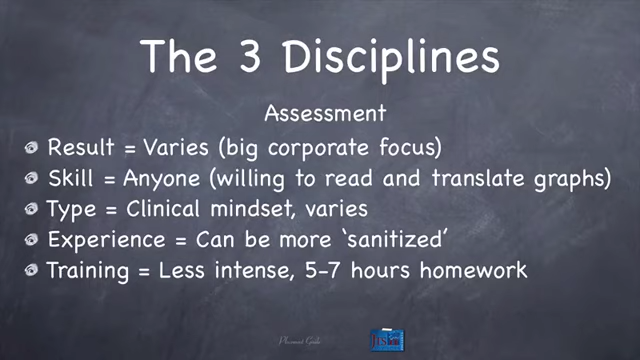 The 3 Disciplines
Assessment
Result = Varies (big corporate focus)
Skill = Anyone (willing to read and translate graphs)
Type = Clinical mindset, varies
Experience = Can be more ‘sanitized’
Training = Less intense, 5-7 hours homework